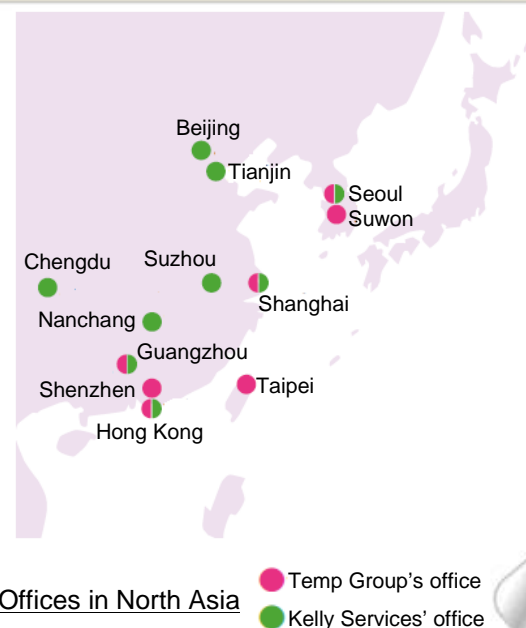 Beijing
Tianjin
Seoul
Suwon
Chengdu
Suzhou
Shanghai
Nanchang
Guangzhou
Shenzhen
Taipei
Hong Kong
Offices in North Asia
Temp Group's office
Kelly Services' office